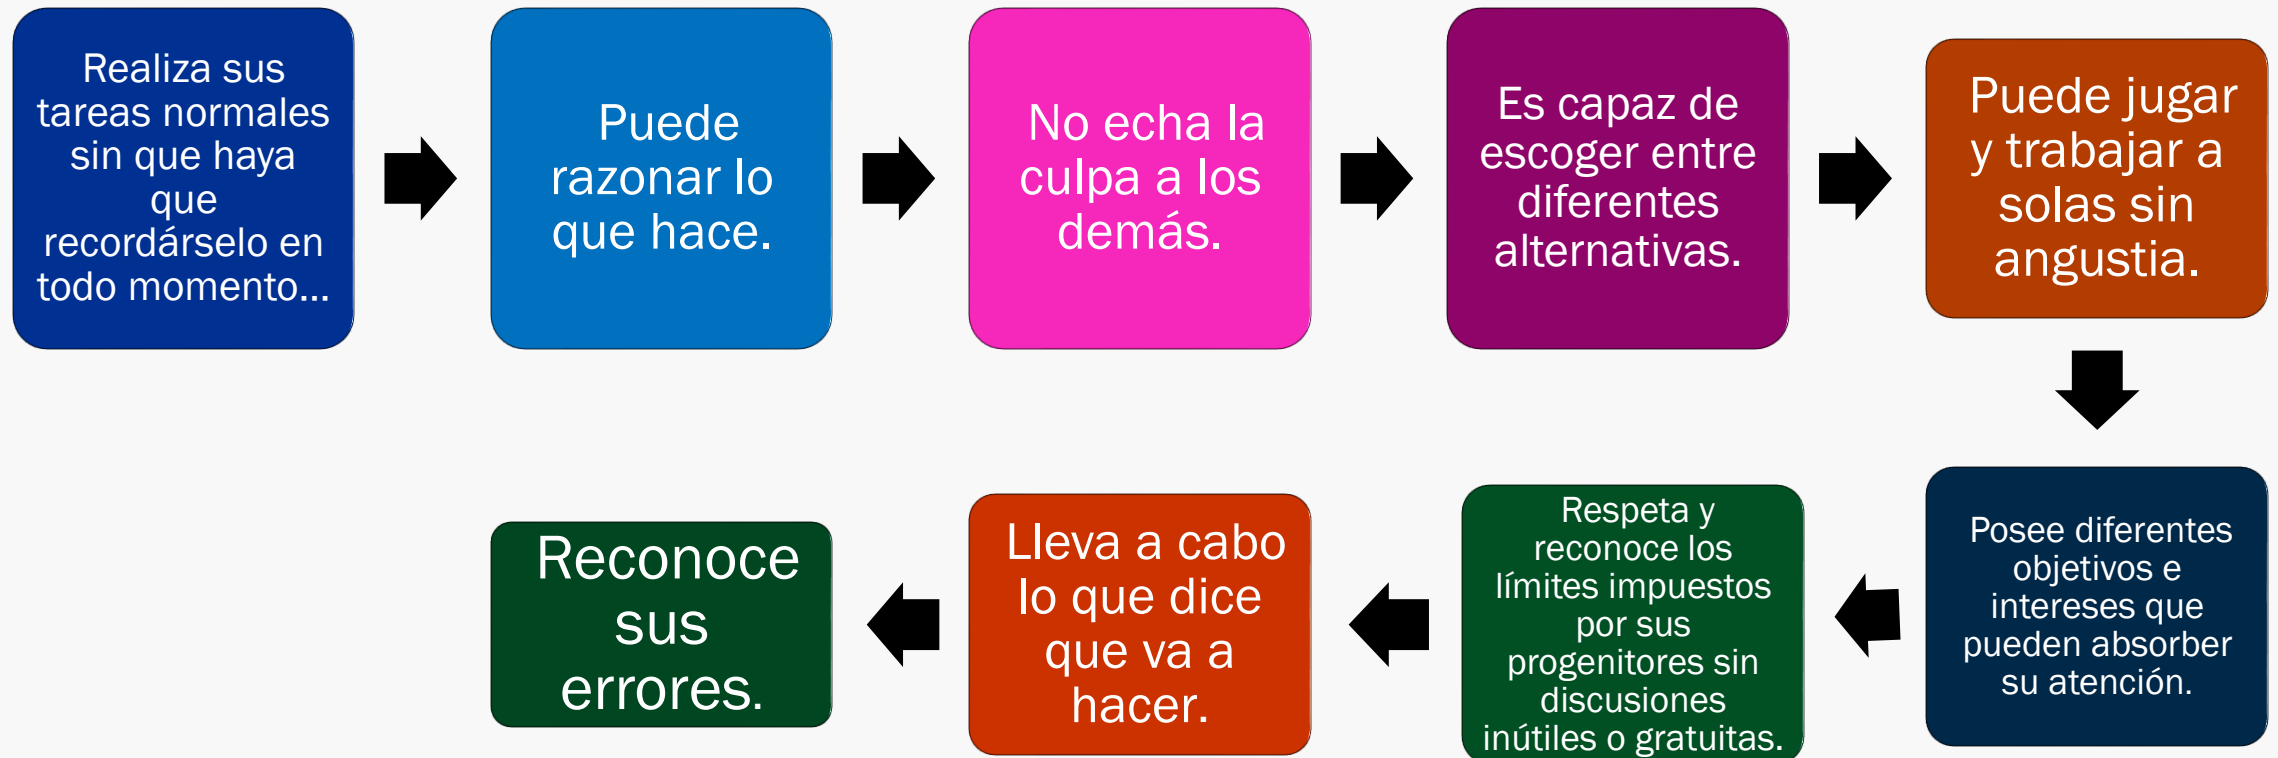 Realiza sus
tareas normales
sin que haya
que
recordárselo en
todo momento...
Puede
razonar lo
que hace.
No echa la
culpa a los
demás.
Es capaz de
escoger entre
diferentes
alternativas.
Puede jugar
y trabajar a
solas sin
angustia.
Posee diferentes
objetivos e
intereses que
pueden absorber
su atención.
Respeta y
reconoce los
límites impuestos
por sus
progenitores sin
discusiones
inútiles o gratuitas.
Lleva a cabo
lo que dice
que va a
hacer.
Reconoce
sus
errores.